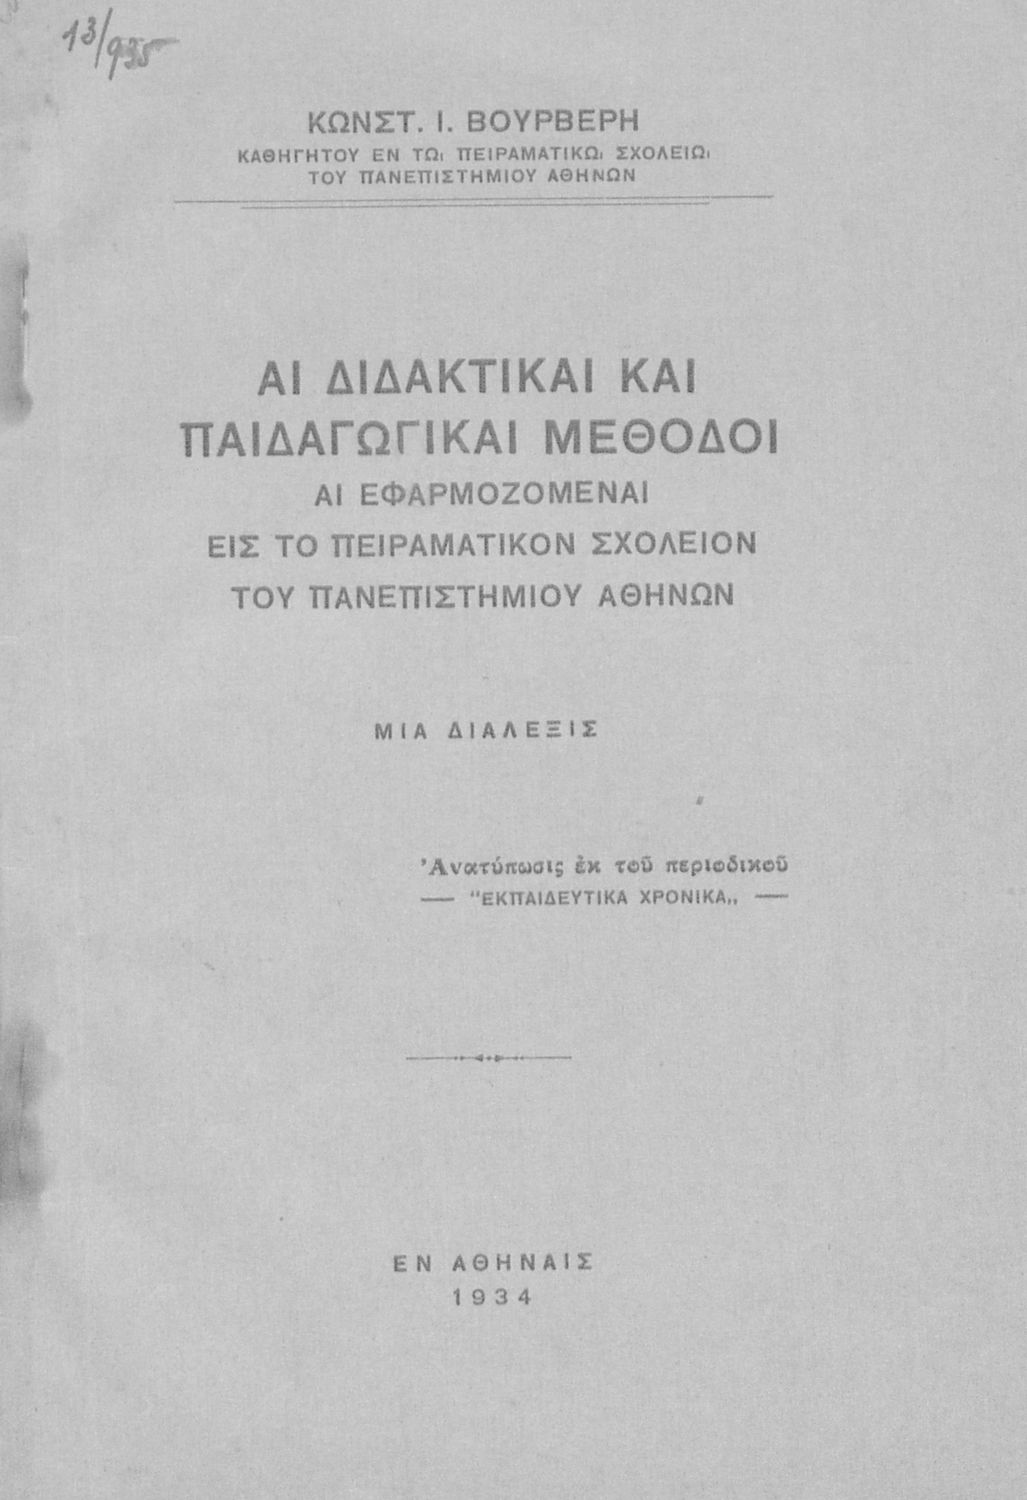 13/935
ΚΩΝΣΤ. Ι. ΒΟΥΡΒΕΡΗ
ΚΑΘΗΓΗΤΟΥ ΕΝ ΤΩι ΠΕΙΡΑΜΑΤΙΚΩι ΣΧΟΛΕΙΩι
ΤΟΥ ΠΑΝΕΠΙΣΤΗΜΙΟΥ ΑΘΗΝΩΝ
ΑΙ ΔΙΔΑΚΤΙΚΑΙ ΚΑΙ
ΠΑΙΔΑΓΩΓΙΚΑΙ ΜΕΘΟΔΟΙ
ΑΙ ΕΦΑΡΜΟΖΟΜΕΝΑΙ
ΕΙΣ ΤΟ ΠΕΙΡΑΜΑΤΙΚΟΝ ΣΧΟΛΕΙΟΝ
ΤΟΥ ΠΑΝΕΠΙΣΤΗΜΙΟΥ ΑΘΗΝΩΝ
ΜΙΑ ΔΙΑΛΕΞΙΣ
Ἀνατύπωσις ἐκ τοῦ περιοδικοῦ
— "ΕΚΠΑΙΔΕΥΤΙΚΑ ΧΡΟΝΙΚΑ„ —
ΕΝ ΑΘΗΝΑΙΣ
1934